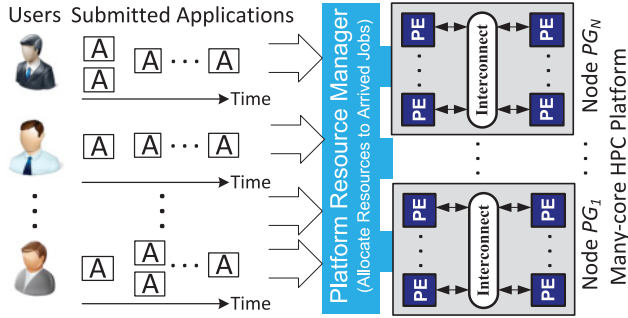 Users Submitted Applications
A
A
A ··· A
Time
A A ··· A
Time
A
A
A
··· A
Time
Platform Resource Manager
(Allocate Resources to Arrived Jobs)
PE
PE
Interconnect
PE
PE
Node PG_N
PE
PE
Interconnect
PE
PE
Node PG_1
Many-core HPC Platform